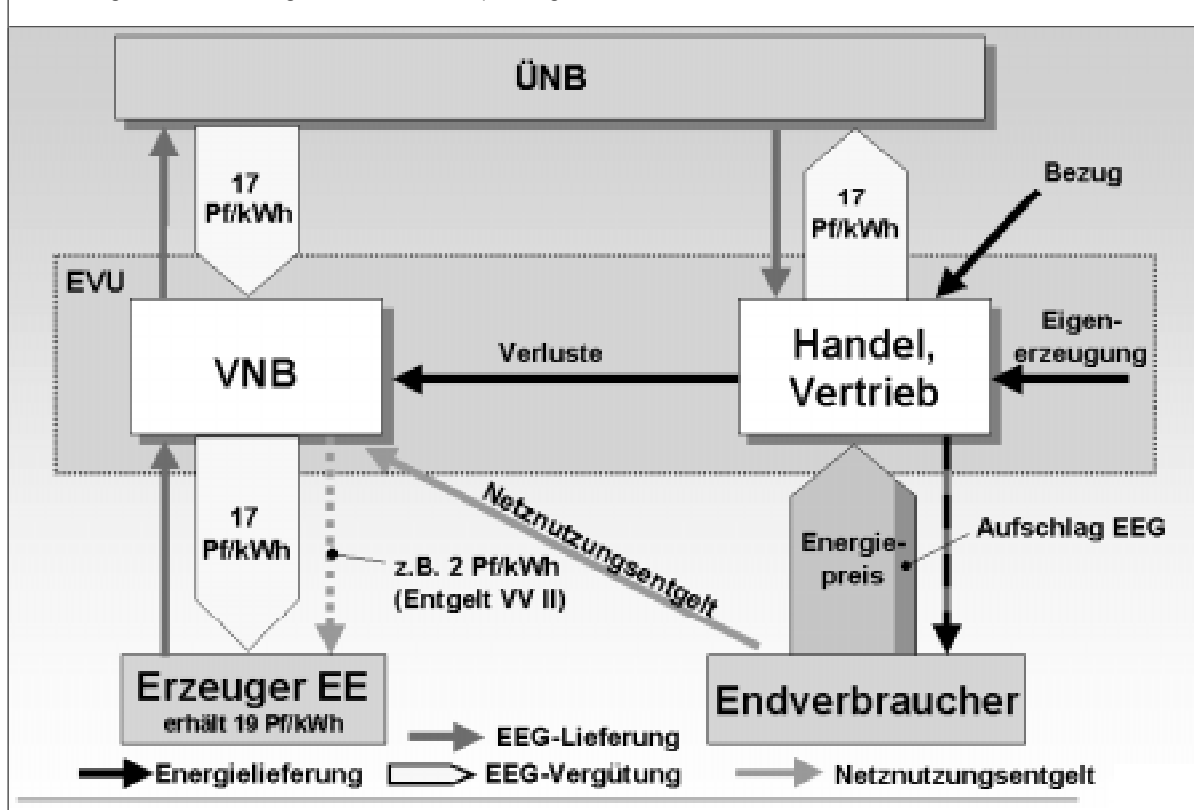 ÜNB
17
Pf/kWh
17
Pf/kWh
Bezug
EVU
VNB
Verluste
Handel,
Vertrieb
Eigen-
erzeugung
17
Pf/kWh
z.B. 2 Pf/kWh
(Entgelt VV II)
Netznutzungsentgelt
Energie-
preis
Aufschlag EEG
Erzeuger EE
erhält 19 Pf/kWh
Endverbraucher
EEG-Lieferung
Energielieferung
EEG-Vergütung
Netznutzungsentgelt